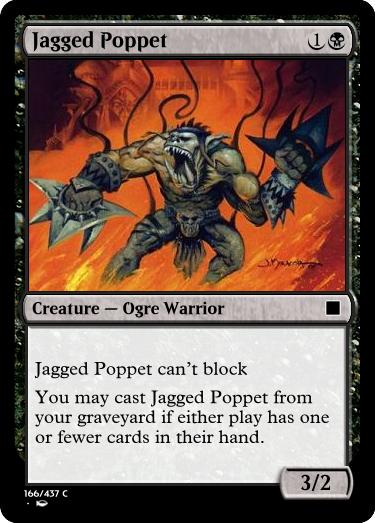 Jagged Poppet 1
Creature — Ogre Warrior
Jagged Poppet can't block
You may cast Jagged Poppet from
your graveyard if either play has one
or fewer cards in their hand.
3/2
166/437 C